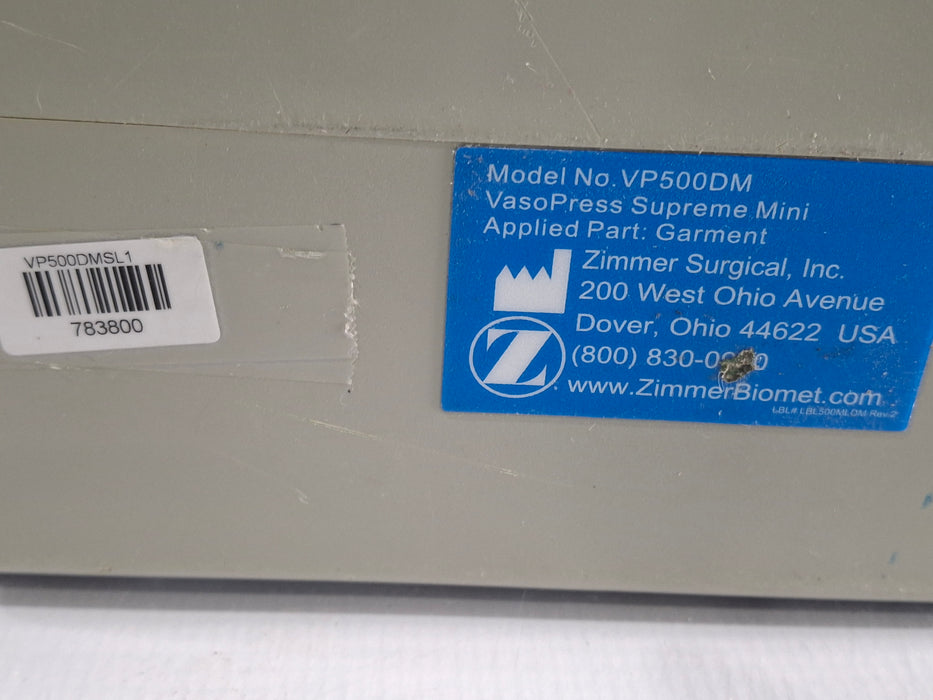 VP500DMSL1
783800
Model No. VP500DM
VasoPress Supreme Mini
Applied Part: Garment
Zimmer Surgical, Inc.
200 West Ohio Avenue
Dover, Ohio 44622 USA
Z
(800)
www.ZimmerBiomet.com
LBL# LBL500MLDM Rev.2